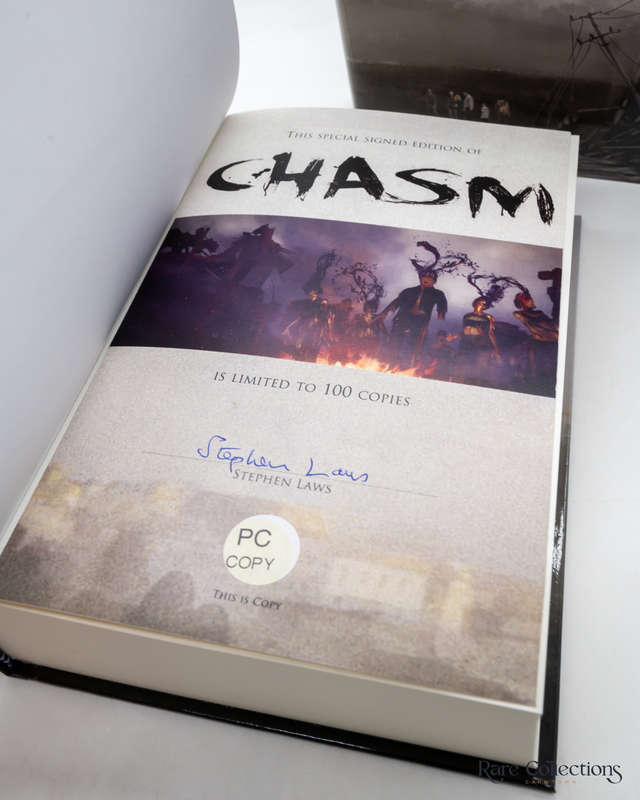 THIS SPECIAL SIGNED EDITION OF
CHASM
IS LIMITED TO 100 COPIES
Stephen Laws
STEPHEN LAWS
PC
COPY
THIS IS COPY
Rare Collections